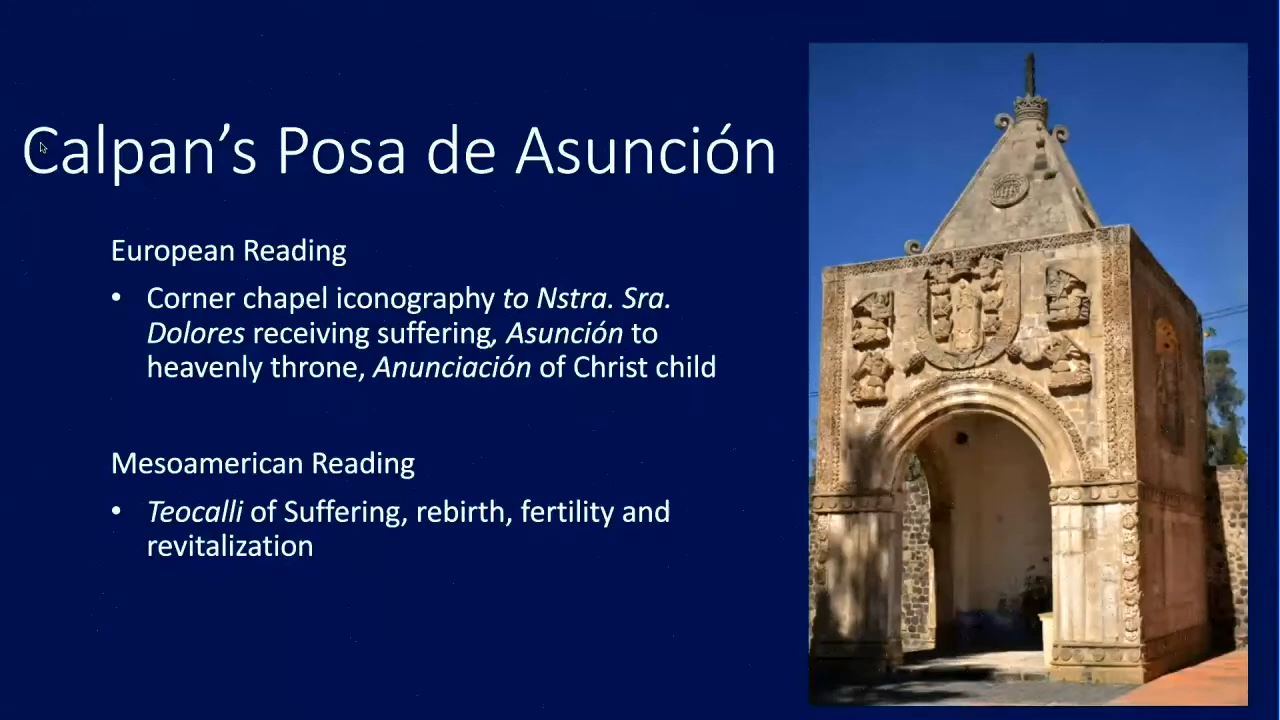 Calpan’s Posa de Asunción
European Reading
• Corner chapel iconography to Nstra. Sra.
Dolores receiving suffering, Asunción to
heavenly throne, Anunciación of Christ child
Mesoamerican Reading
• Teocalli of Suffering, rebirth, fertility and
revitalization